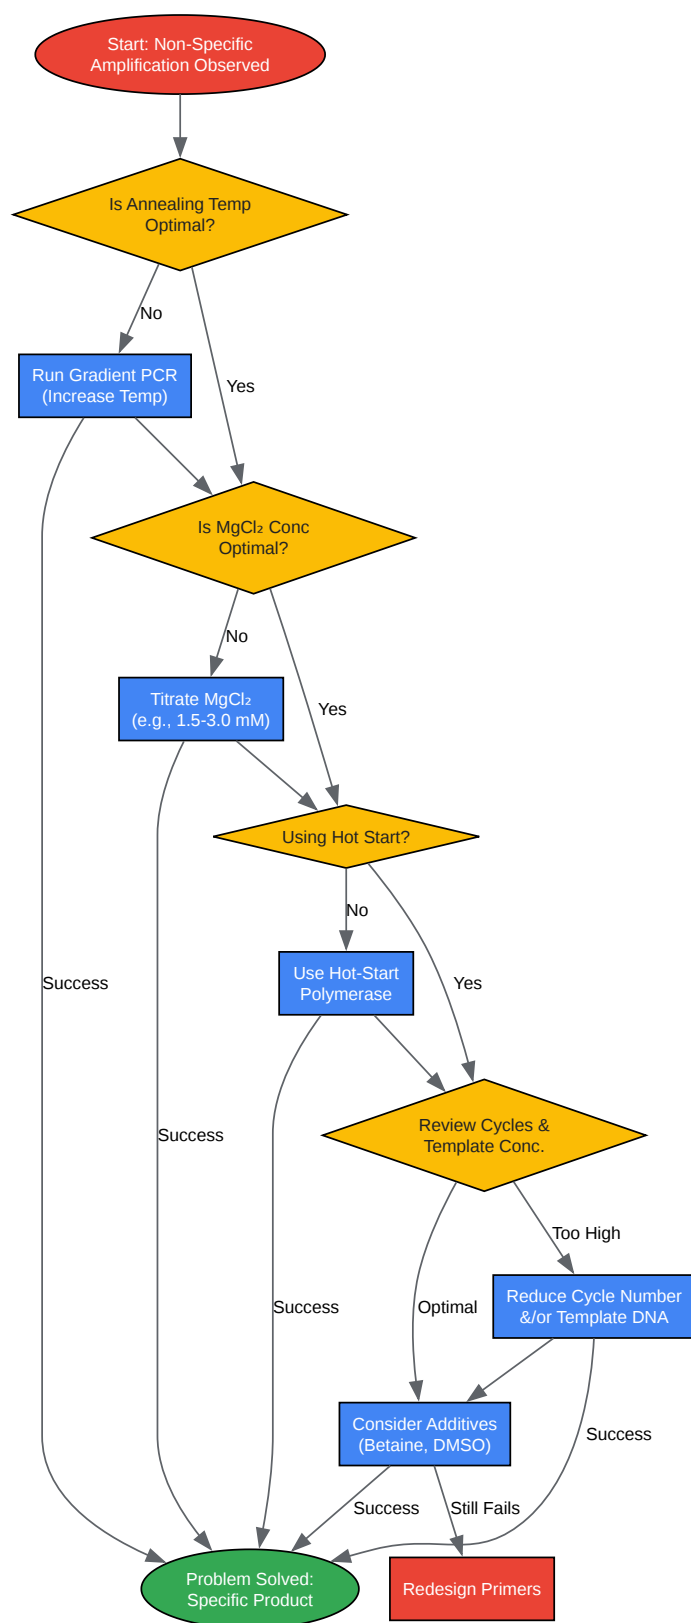 Start: Non-Specific
Amplification Observed
Is Annealing Temp
Optimal?
No
Run Gradient PCR
(Increase Temp)
Yes
Is MgCl₂ Conc
Optimal?
No
Titrate MgCl₂
(e.g., 1.5-3.0 mM)
Yes
Using Hot Start?
No
Use Hot-Start
Polymerase
Yes
Success
Review Cycles &
Template Conc.
Success
Too High
Reduce Cycle Number
&/or Template DNA
Success
Optimal
Consider Additives
(Betaine, DMSO)
Success
Success
Still Fails
Problem Solved:
Specific Product
Redesign Primers